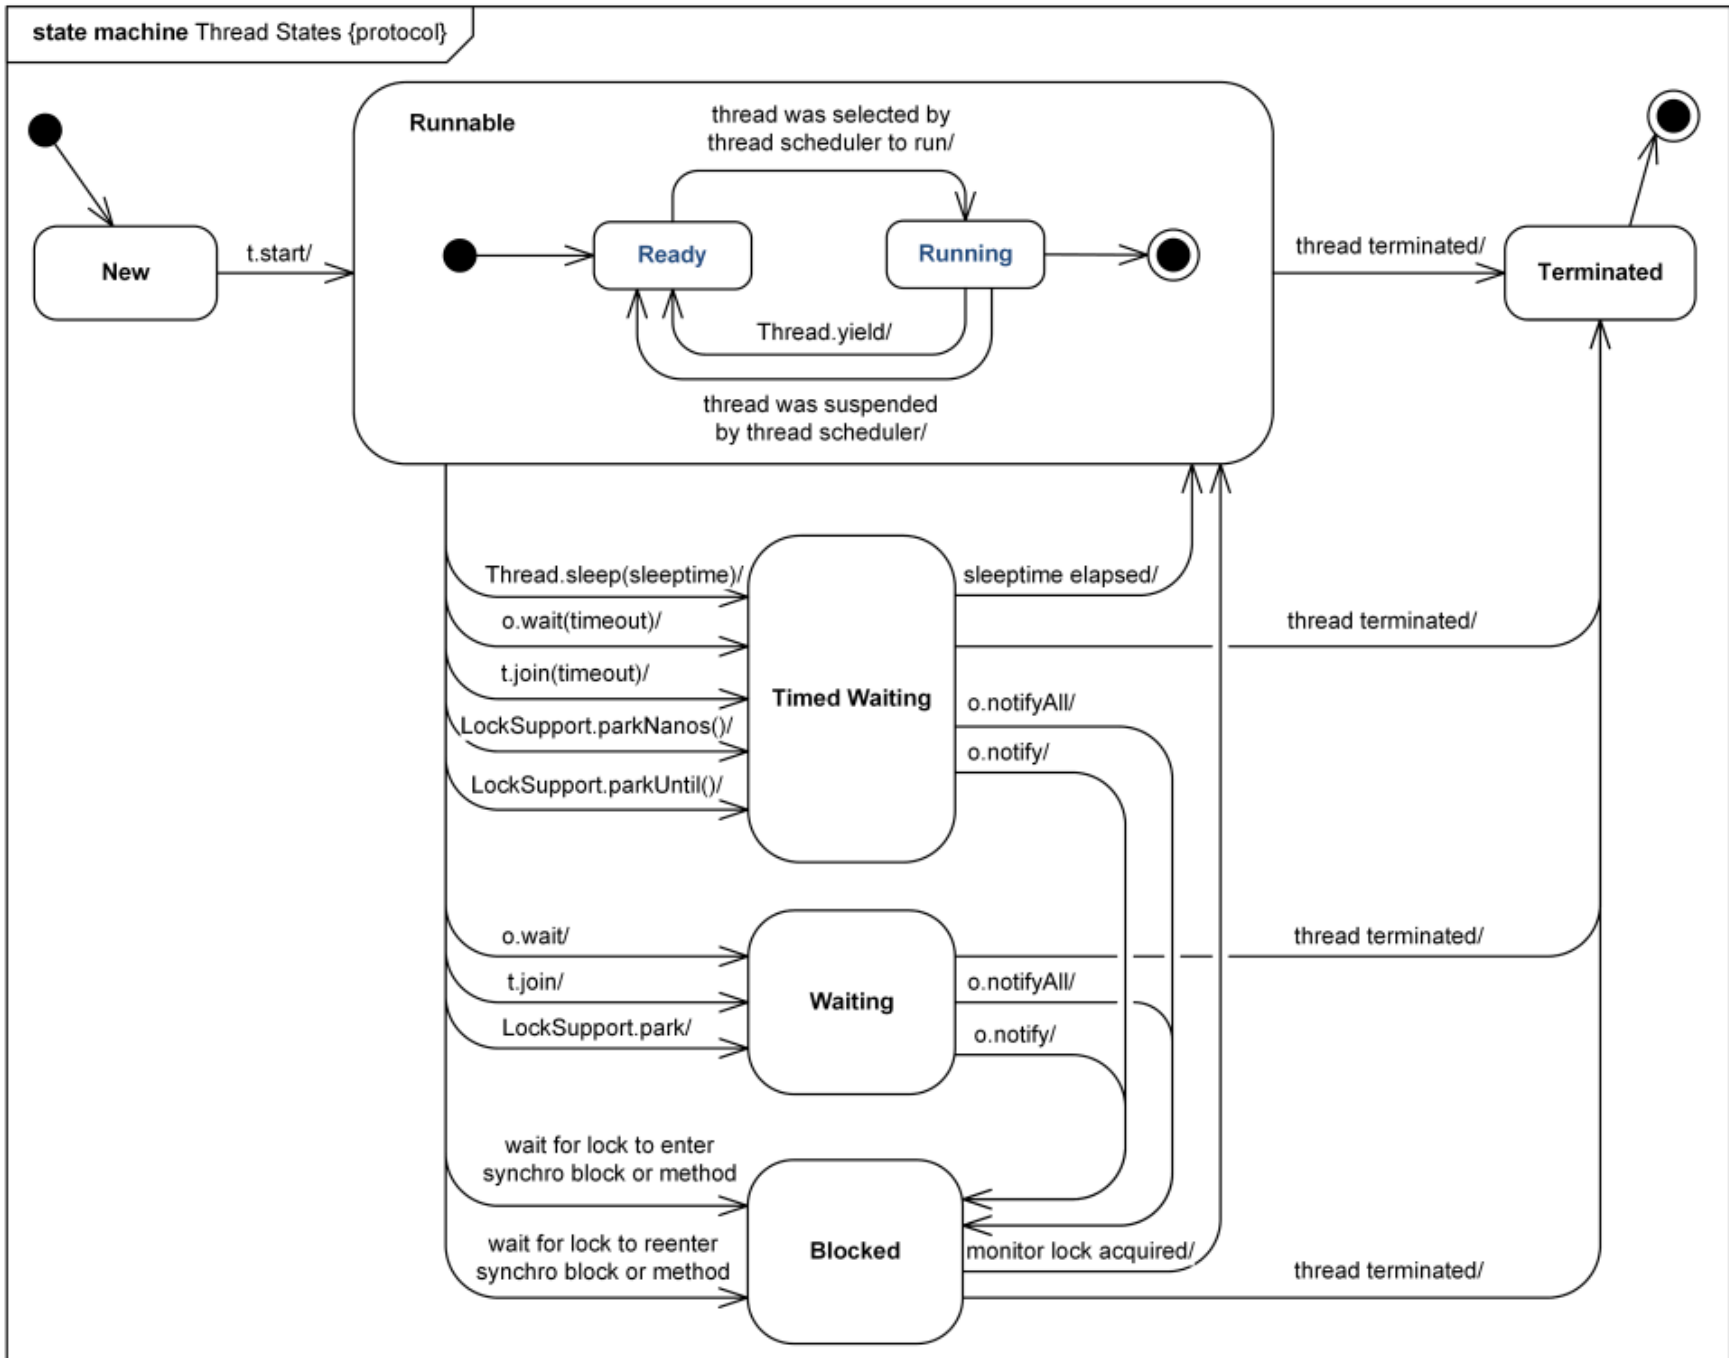 state machine Thread States {protocol}
Runnable
thread was selected by
thread scheduler to run/
New
t.start/
Ready
Running
thread terminated/
Terminated
Thread.yield/
thread was suspended
by thread scheduler/
Thread.sleep(sleeptime)/
sleeptime elapsed/
o.wait(timeout)/
thread terminated/
t.join(timeout)/
Timed Waiting
o.notifyAll/
LockSupport.parkNanos()/
o.notify/
LockSupport.parkUntil()/
o.wait/
thread terminated/
t.join/
Waiting
o.notifyAll/
LockSupport.park/
o.notify/
wait for lock to enter
synchro block or method
wait for lock to reenter
synchro block or method
Blocked
monitor lock acquired/
thread terminated/